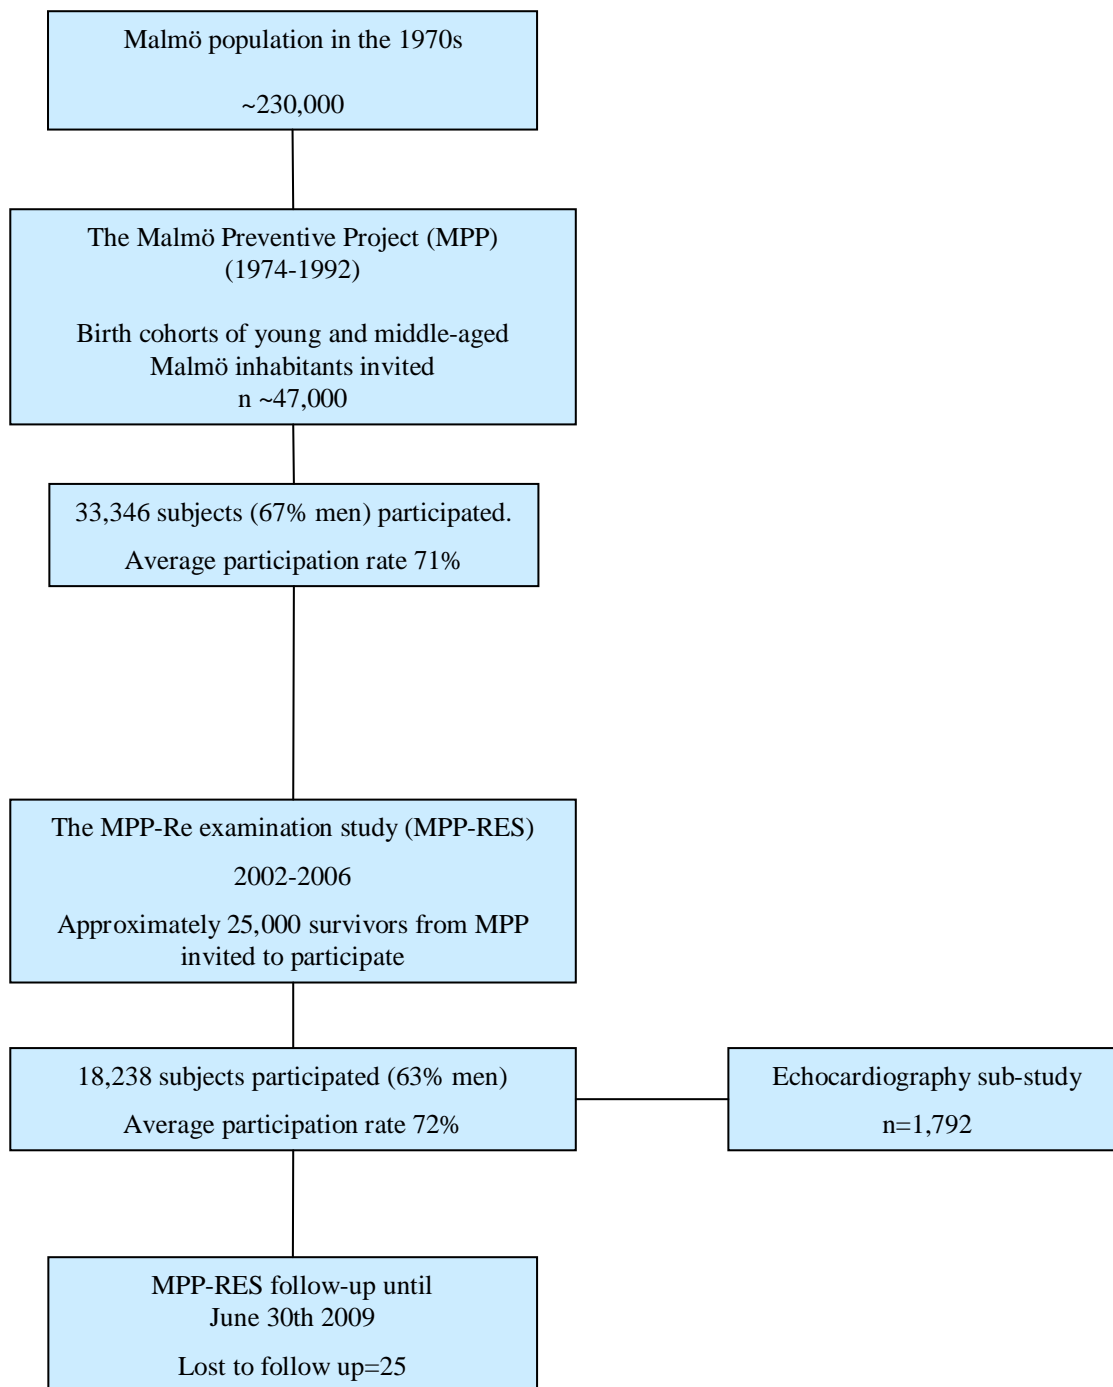 Malmö population in the 1970s
~230,000
The Malmö Preventive Project (MPP)
(1974-1992)
Birth cohorts of young and middle-aged
Malmö inhabitants invited
n ~47,000
33,346 subjects (67% men) participated.
Average participation rate 71%
The MPP-Re examination study (MPP-RES)
2002-2006
Approximately 25,000 survivors from MPP
invited to participate
18,238 subjects participated (63% men)
Average participation rate 72%
Echocardiography sub-study
n=1,792
MPP-RES follow-up until
June 30th 2009
Lost to follow up=25